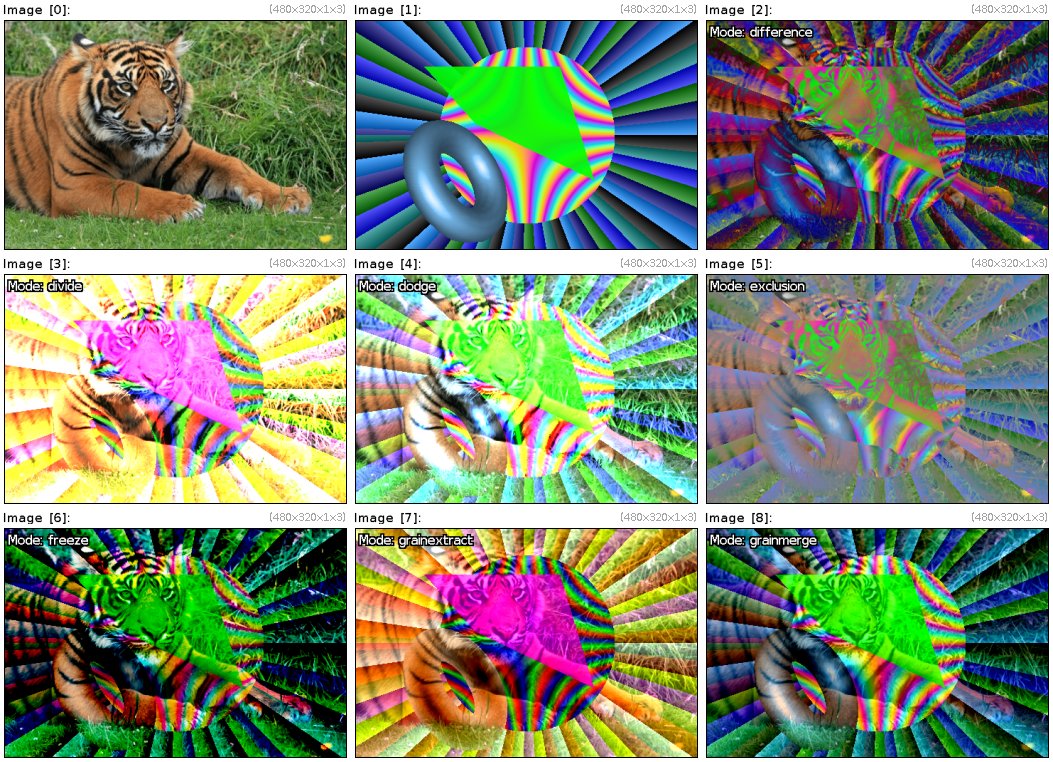 Image [0]: (480×320×1×3) Image [1]: (480×320×1×3) Image [2]: (480×320×1×3)
Mode: difference
Image [3]: (480×320×1×3) Image [4]: (480×320×1×3) Image [5]: (480×320×1×3)
Mode: divide Mode: dodge Mode: exclusion
Image [6]: (480×320×1×3) Image [7]: (480×320×1×3) Image [8]: (480×320×1×3)
Mode: freeze Mode: grainextract Mode: grainmerge